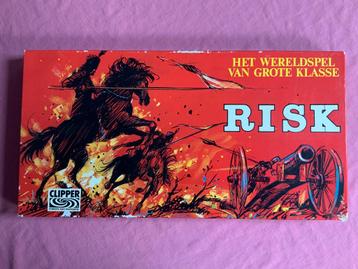 HET WERELDSPEL
VAN GROTE KLASSE
RISK
CLIPPER